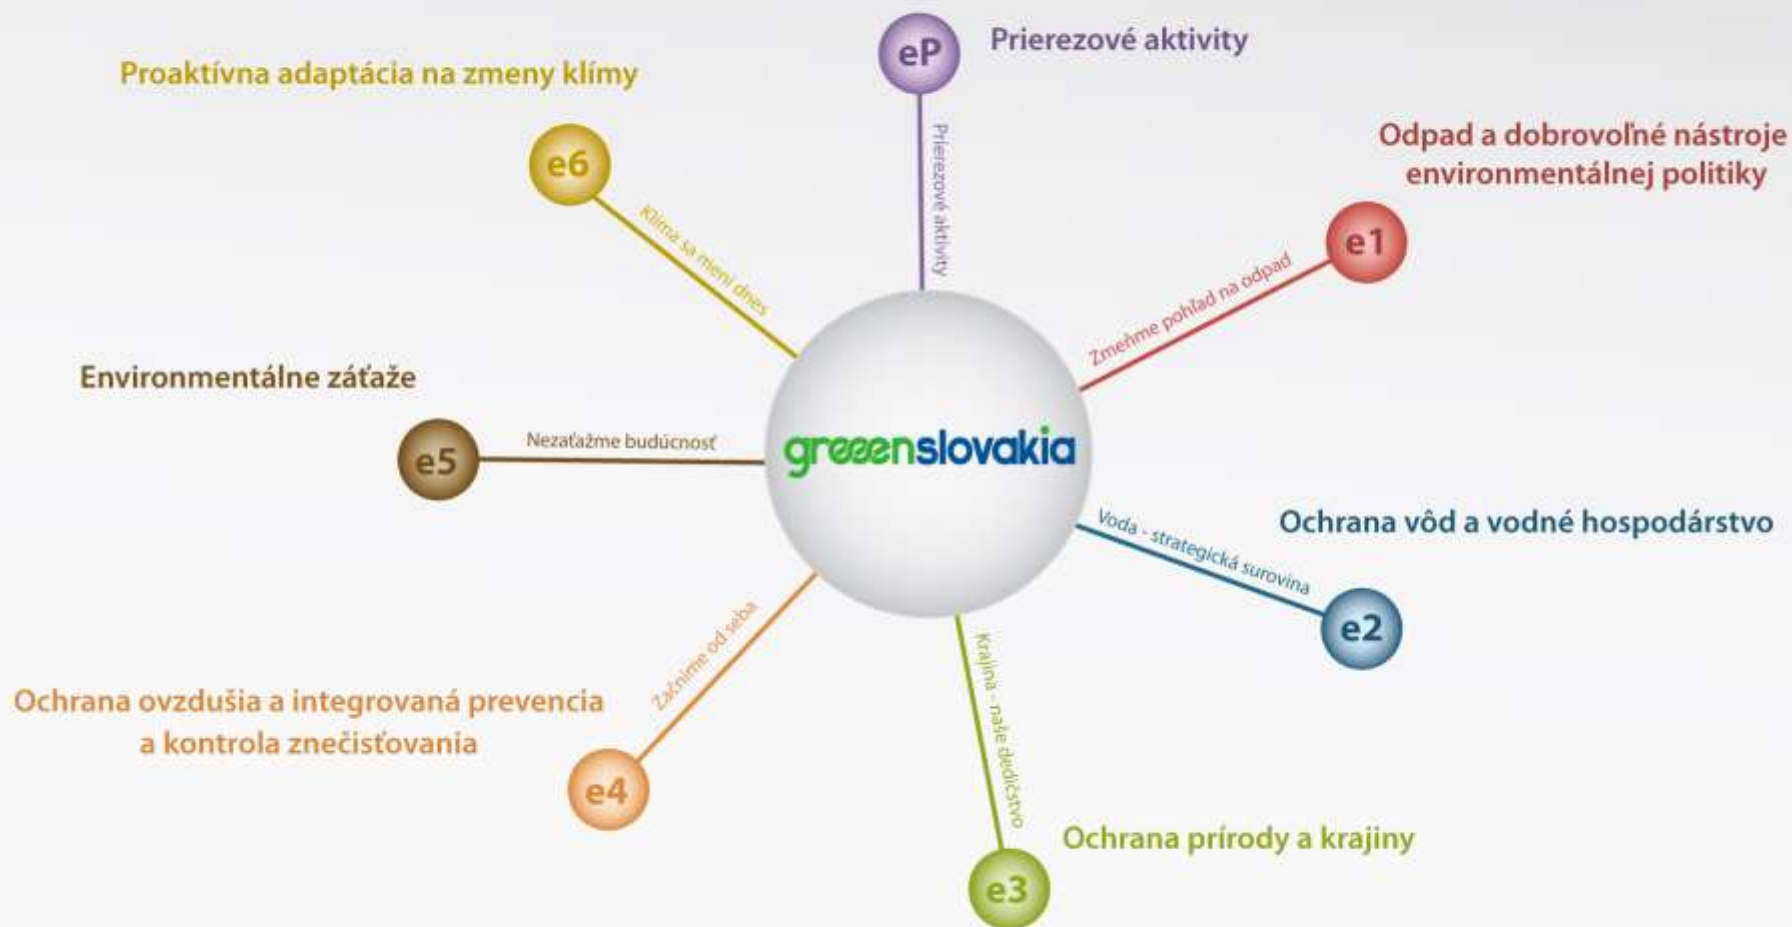 eP
Prierezové aktivity
Prierezové aktivity
Odpad a dobrovoľné nástroje
environmentálnej politiky
e1
Zmeňme pohľad na odpad
Ochrana vôd a vodné hospodárstvo
Voda - strategická surovina
e2
Krajina - naše dedičstvo
Ochrana prírody a krajiny
e3
Začnime od seba
Ochrana ovzdušia a integrovaná prevencia
a kontrola znečisťovania
e4
Environmentálne záťaže
Nezaťažme budúcnosť
e5
Proaktívna adaptácia na zmeny klímy
e6
Klíma sa mení dnes
greeenslovakia